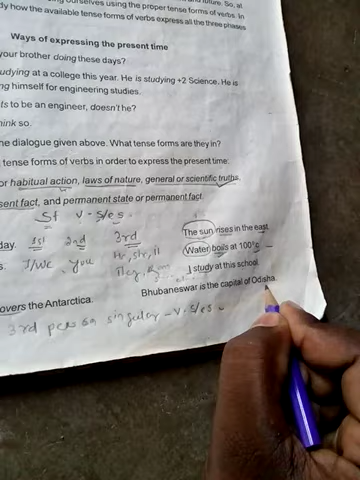 ourselves using the proper tense forms of verbs. In
dy how the available tense forms of verbs express all the three phases
Ways of expressing the present time
your brother doing these days?
udying at a college this year. He is studying +2 Science. He is
ng himself for engineering studies.
ts to be an engineer, doesn't he?
hink so.
he dialogue given above. What tense forms are they in?
tense forms of verbs in order to express the present time:
or habitual action, laws of nature, general or scientific truths,
sent fact, and permanent state or permanent fact.
St V - S/es
The sun rises in the east
day. 1st 2nd 3rd
Water boils at 100°c
s. I/We, you He, she, it
I study at this school.
Bhubaneswar is the capital of Odisha.
overs the Antarctica.
3rd person singular - V. S/es